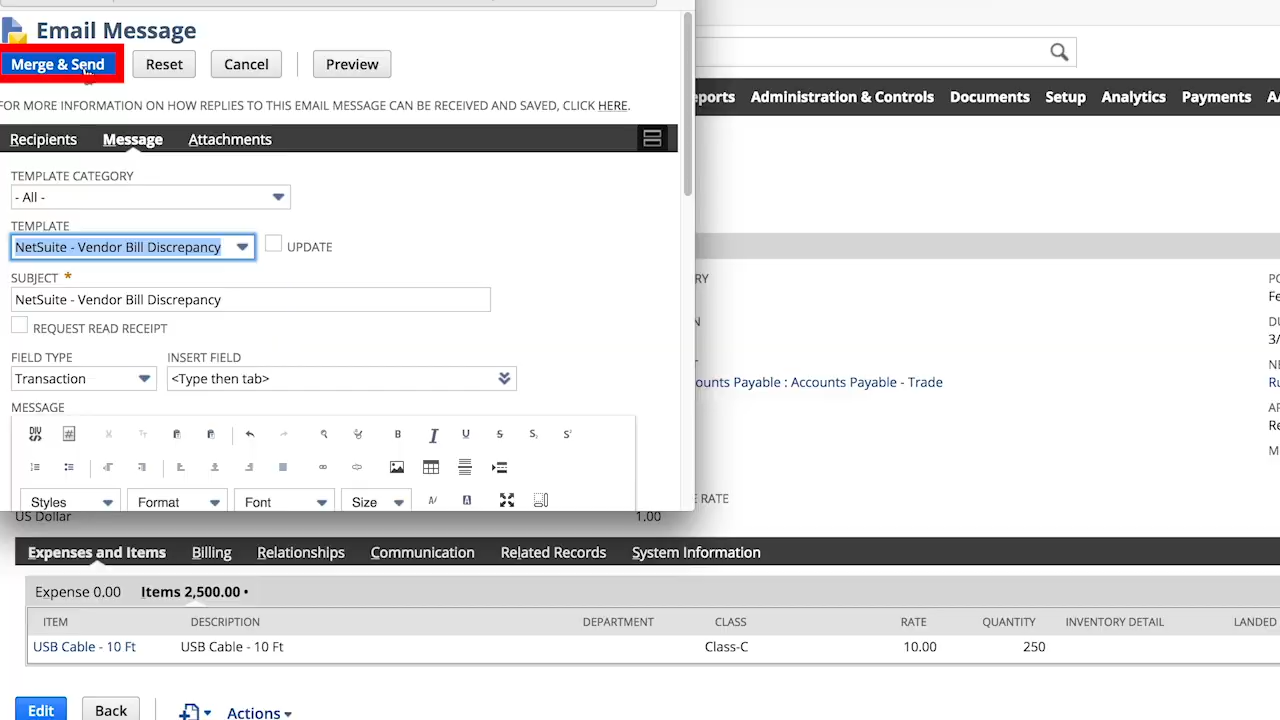 Email Message
Merge & Send Reset Cancel Preview
FOR MORE INFORMATION ON HOW REPLIES TO THIS EMAIL MESSAGE CAN BE RECEIVED AND SAVED, CLICK HERE.
Administration & Controls Documents Setup Analytics Payments
Recipients Message Attachments
TEMPLATE CATEGORY
- All -
TEMPLATE
NetSuite - Vendor Bill Discrepancy UPDATE
SUBJECT *
NetSuite - Vendor Bill Discrepancy
REQUEST READ RECEIPT
FIELD TYPE INSERT FIELD
Transaction <Type then tab>
ounts Payable : Accounts Payable - Trade
MESSAGE
Styles Format Font Size
RATE
US Dollar 1.00
Expenses and Items Billing Relationships Communication Related Records System Information
Expense 0.00 Items 2,500.00 •
ITEM DESCRIPTION DEPARTMENT CLASS RATE QUANTITY INVENTORY DETAIL LANDED
USB Cable - 10 Ft USB Cable - 10 Ft Class-C 10.00 250
Edit Back Actions